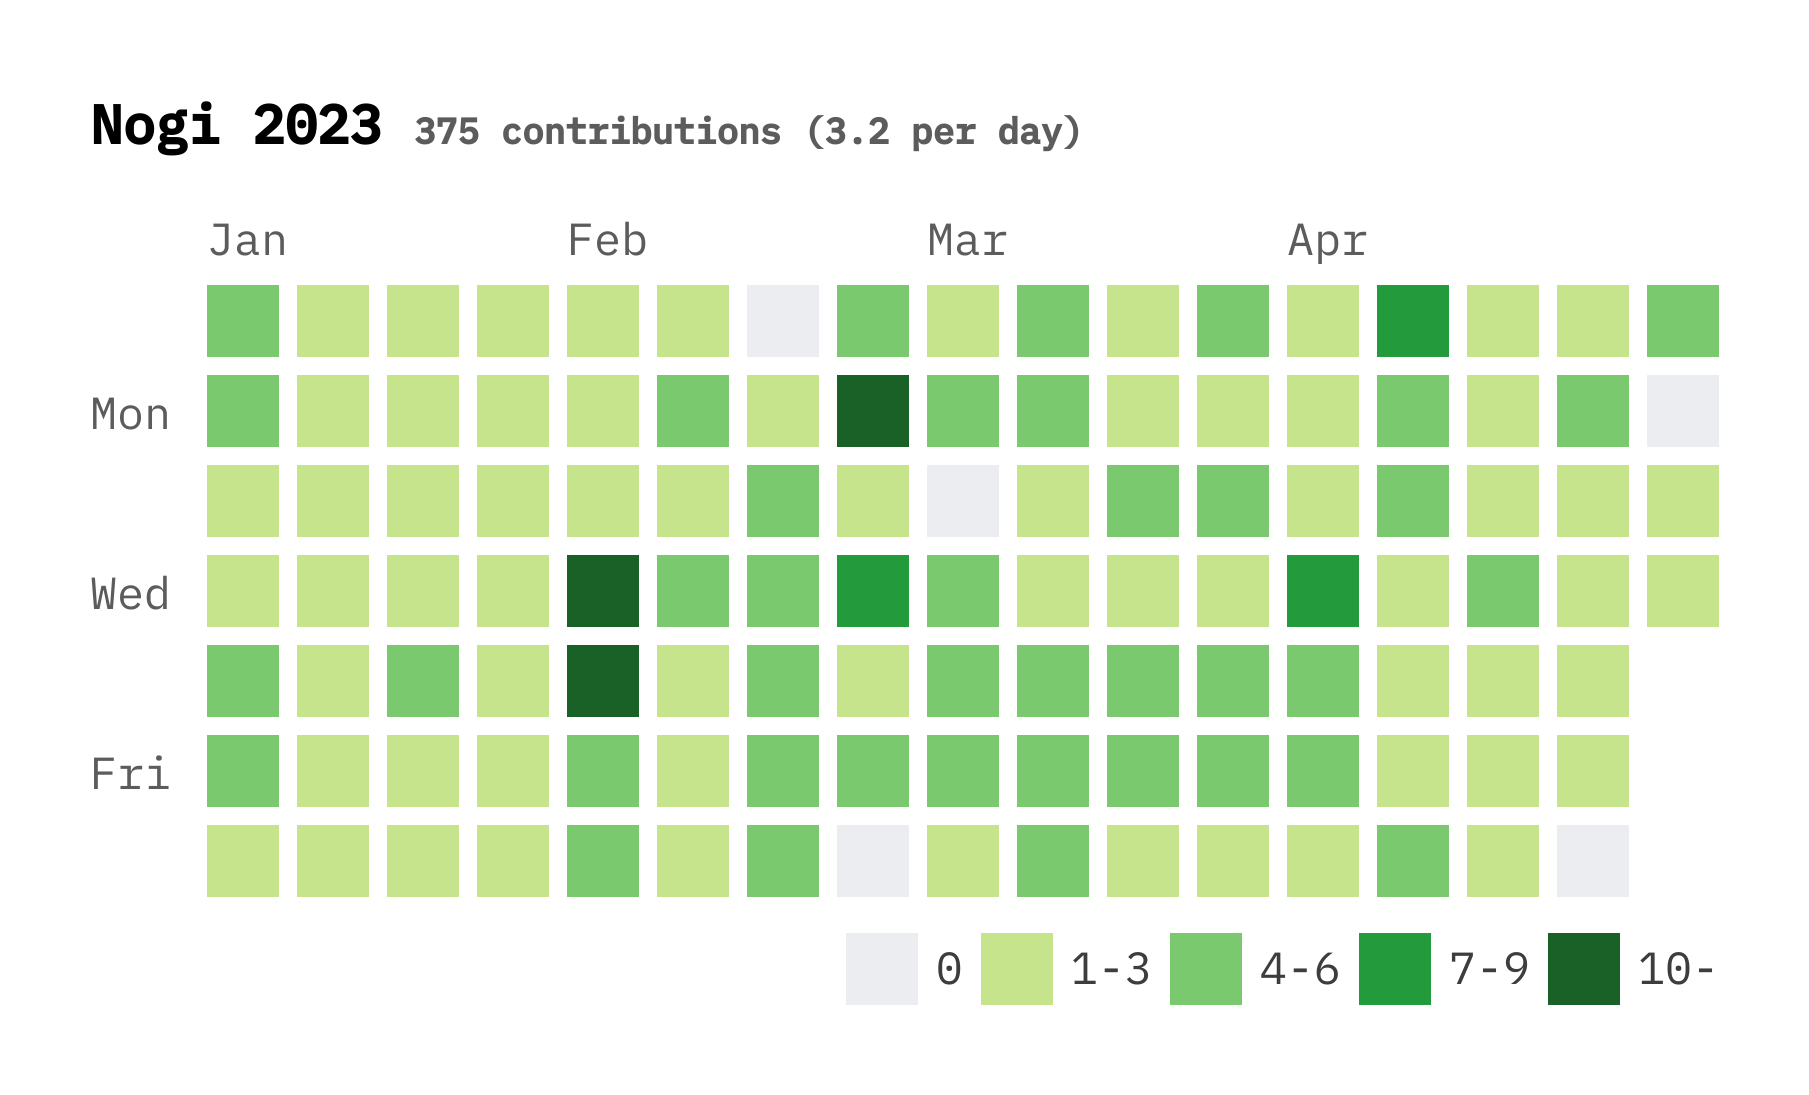 Nogi 2023 375 contributions (3.2 per day)
Jan Feb Mar Apr
Mon
Wed
Fri
0 1-3 4-6 7-9 10-